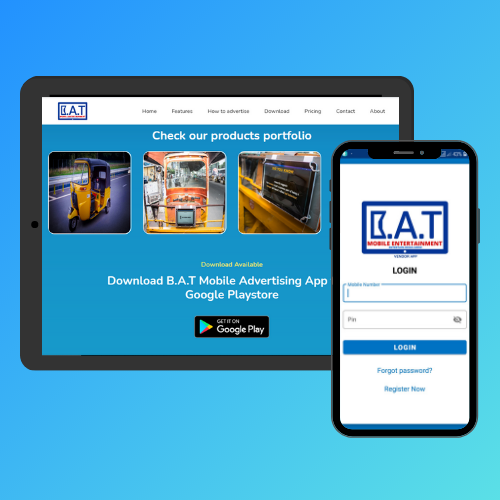 B.A.T
Home Features How to advertise Download Pricing Contact About
Check our products portfolio
Download Available
Download B.A.T Mobile Advertising App
Google Playstore
GET IT ON
Google Play
43%
B.A.T
MOBILE ENTERTAINMENT
VENDOR APP
LOGIN
Mobile Number
Pin
LOGIN
Forgot password?
Register Now